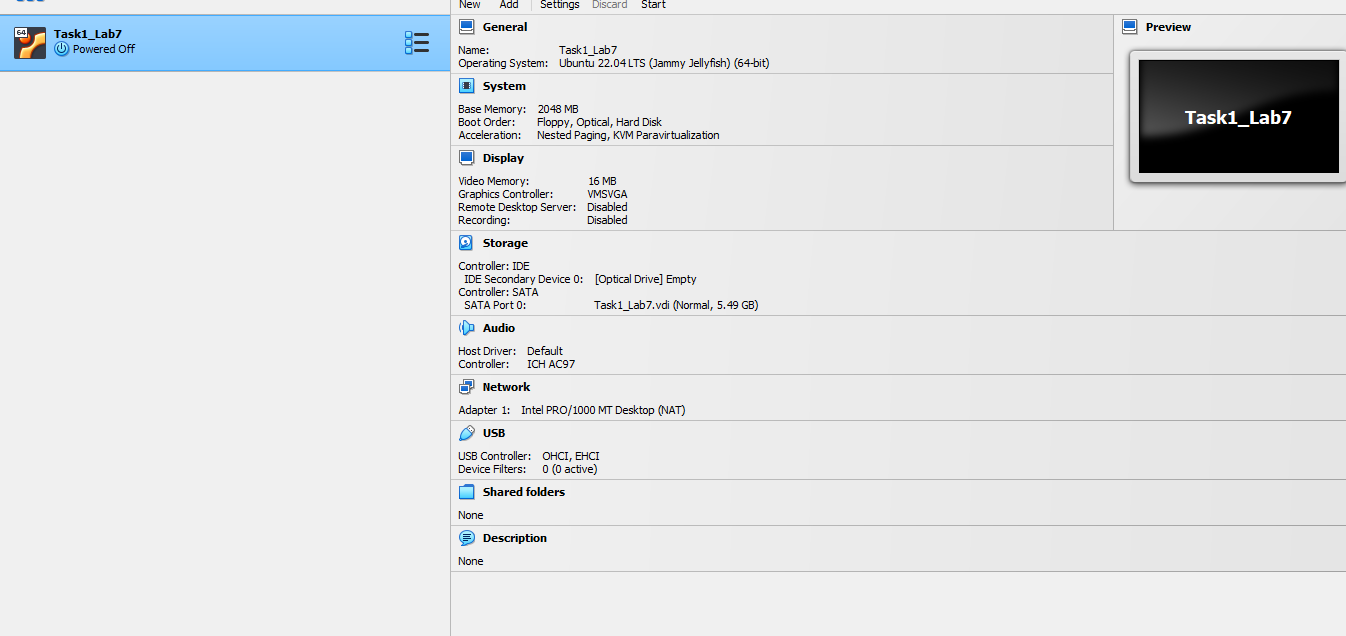 New Add Settings Discard Start
64
Task1_Lab7
Powered Off
General
Name: Task1_Lab7
Operating System: Ubuntu 22.04 LTS (Jammy Jellyfish) (64-bit)
System
Base Memory: 2048 MB
Boot Order: Floppy, Optical, Hard Disk
Acceleration: Nested Paging, KVM Paravirtualization
Display
Video Memory: 16 MB
Graphics Controller: VMSVGA
Remote Desktop Server: Disabled
Recording: Disabled
Preview
Task1_Lab7
Storage
Controller: IDE
IDE Secondary Device 0: [Optical Drive] Empty
Controller: SATA
SATA Port 0: Task1_Lab7.vdi (Normal, 5.49 GB)
Audio
Host Driver: Default
Controller: ICH AC97
Network
Adapter 1: Intel PRO/1000 MT Desktop (NAT)
USB
USB Controller: OHCI, EHCI
Device Filters: 0 (0 active)
Shared folders
None
Description
None